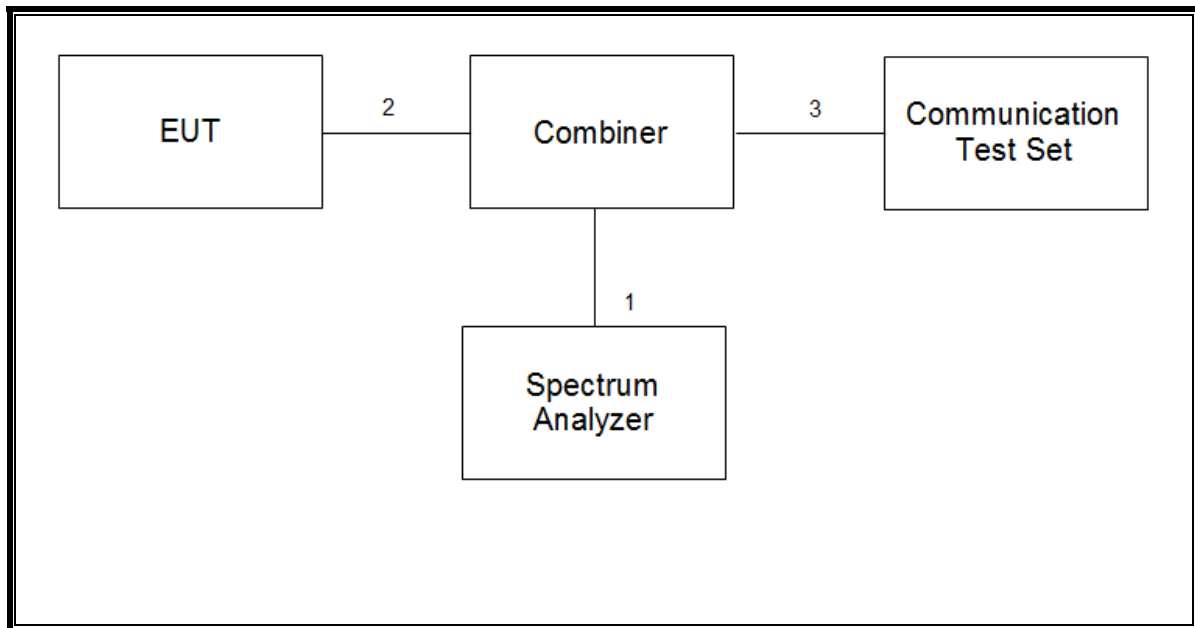 EUT
2
Combiner
3
Communication
Test Set
1
Spectrum
Analyzer